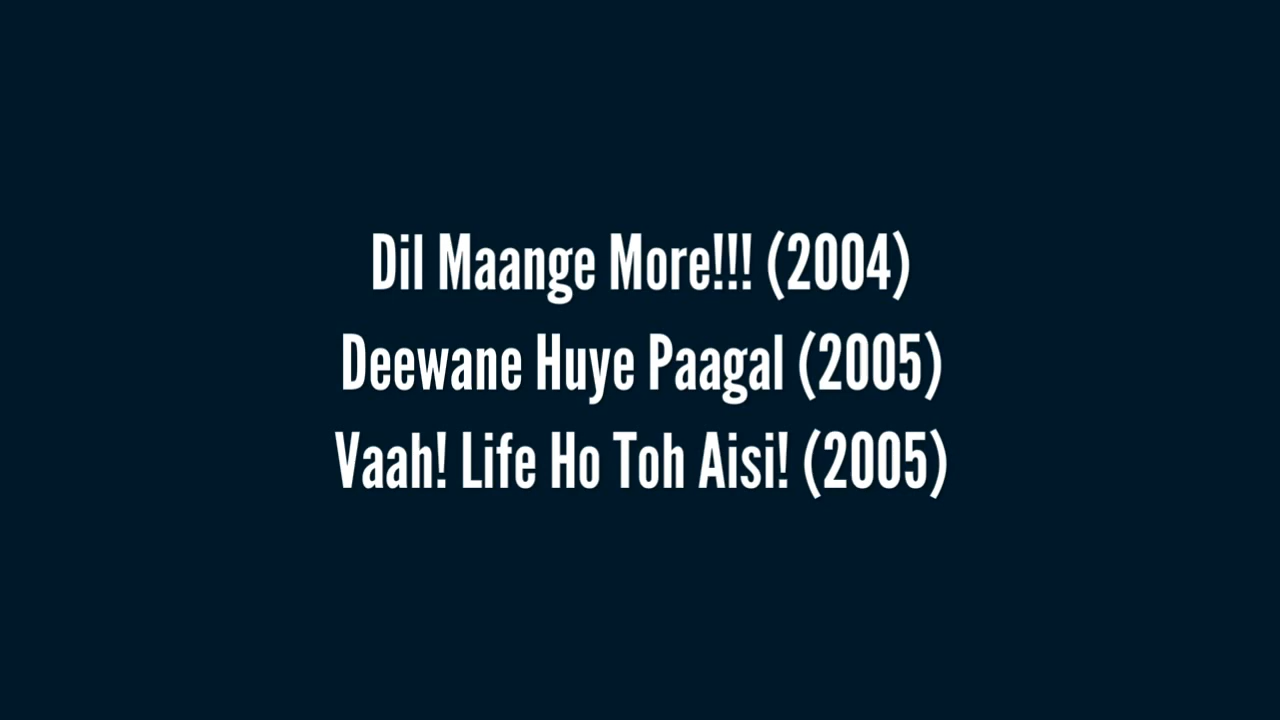 Dil Maange More!!! (2004)
Deewane Huye Paagal (2005)
Vaah! Life Ho Toh Aisi! (2005)